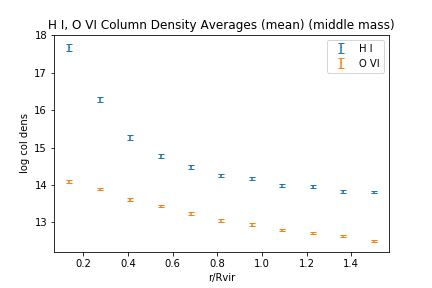 H I, O VI Column Density Averages (mean) (middle mass)
18
17
16
15
14
13
log col dens
H I
O VI
0.2 0.4 0.6 0.8 1.0 1.2 1.4
r/Rvir